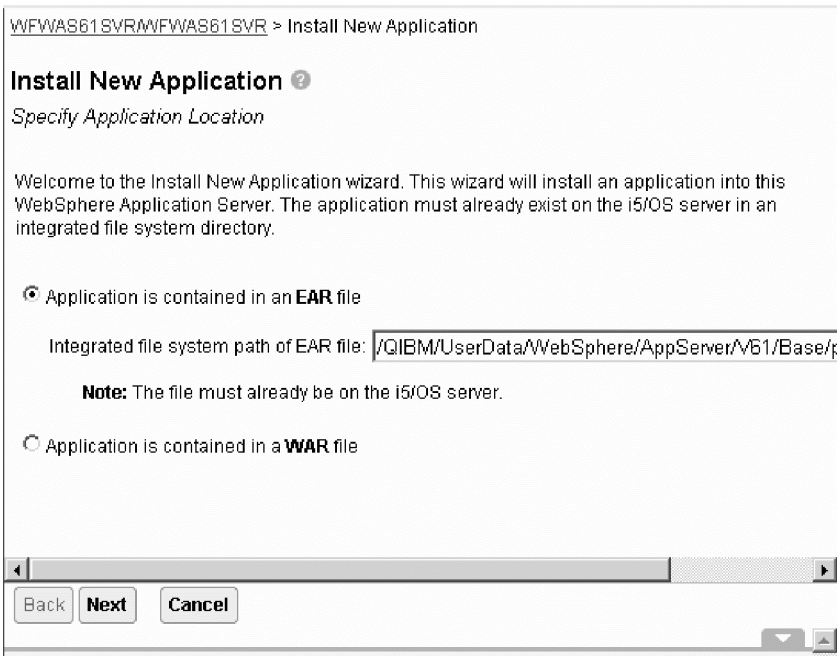 WFWAS61SVR/WFWAS61SVR > Install New Application
Install New Application ?
Specify Application Location
Welcome to the Install New Application wizard. This wizard will install an application into this
WebSphere Application Server. The application must already exist on the i5/OS server in an
integrated file system directory.
Application is contained in an EAR file
Integrated file system path of EAR file: /QIBM/UserData/WebSphere/AppServer/V61/Base/p
Note: The file must already be on the i5/OS server.
Application is contained in a WAR file
Back Next Cancel